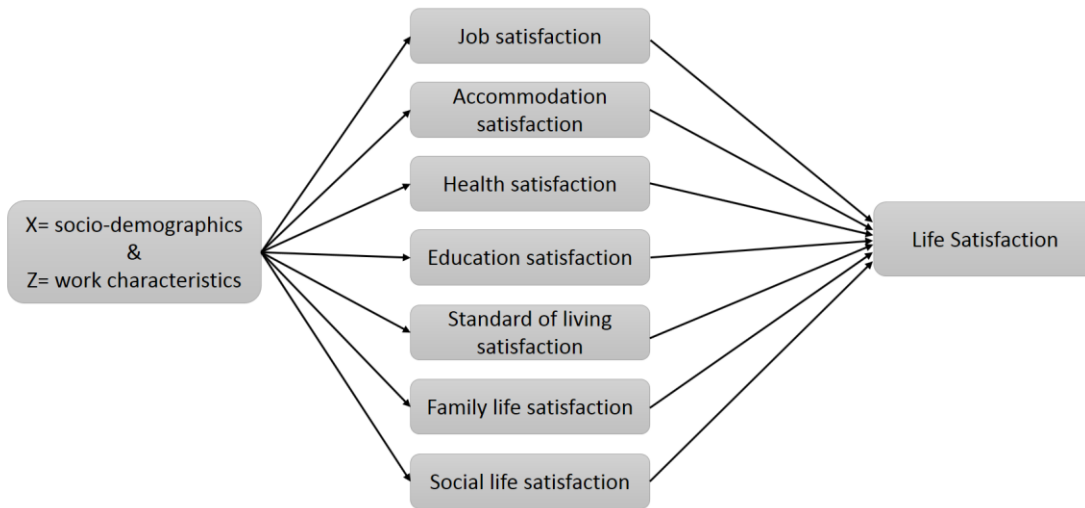 Job satisfaction
Accommodation
satisfaction
Health satisfaction
X= socio-demographics
&
Z= work characteristics
Education satisfaction
Life Satisfaction
Standard of living
satisfaction
Family life satisfaction
Social life satisfaction